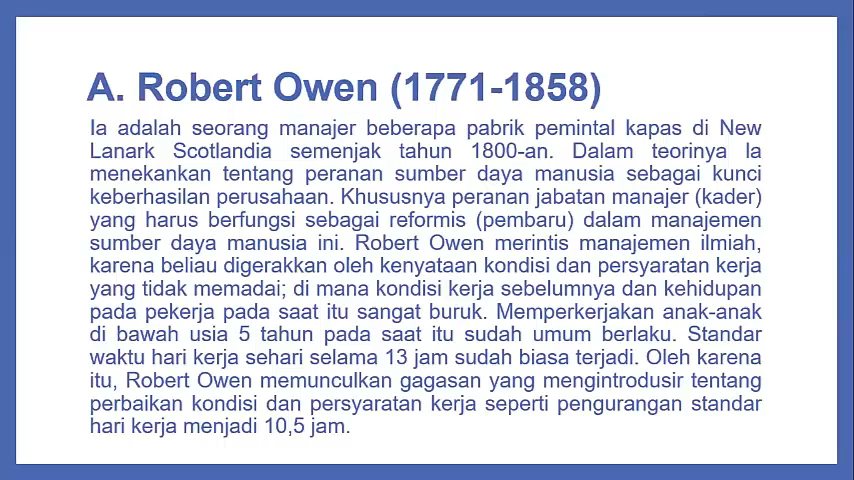 A. Robert Owen (1771-1858)
Ia adalah seorang manajer beberapa pabrik pemintal kapas di New
Lanark Scotlandia semenjak tahun 1800-an. Dalam teorinya Ia
menekankan tentang peranan sumber daya manusia sebagai kunci
keberhasilan perusahaan. Khususnya peranan jabatan manajer (kader)
yang harus berfungsi sebagai reformis (pembaru) dalam manajemen
sumber daya manusia ini. Robert Owen merintis manajemen ilmiah,
karena beliau digerakkan oleh kenyataan kondisi dan persyaratan kerja
yang tidak memadai; di mana kondisi kerja sebelumnya dan kehidupan
pada pekerja pada saat itu sangat buruk. Memperkerjakan anak-anak
di bawah usia 5 tahun pada saat itu sudah umum berlaku. Standar
waktu hari kerja sehari selama 13 jam sudah biasa terjadi. Oleh karena
itu, Robert Owen memunculkan gagasan yang mengintrodusir tentang
perbaikan kondisi dan persyaratan kerja seperti pengurangan standar
hari kerja menjadi 10,5 jam.